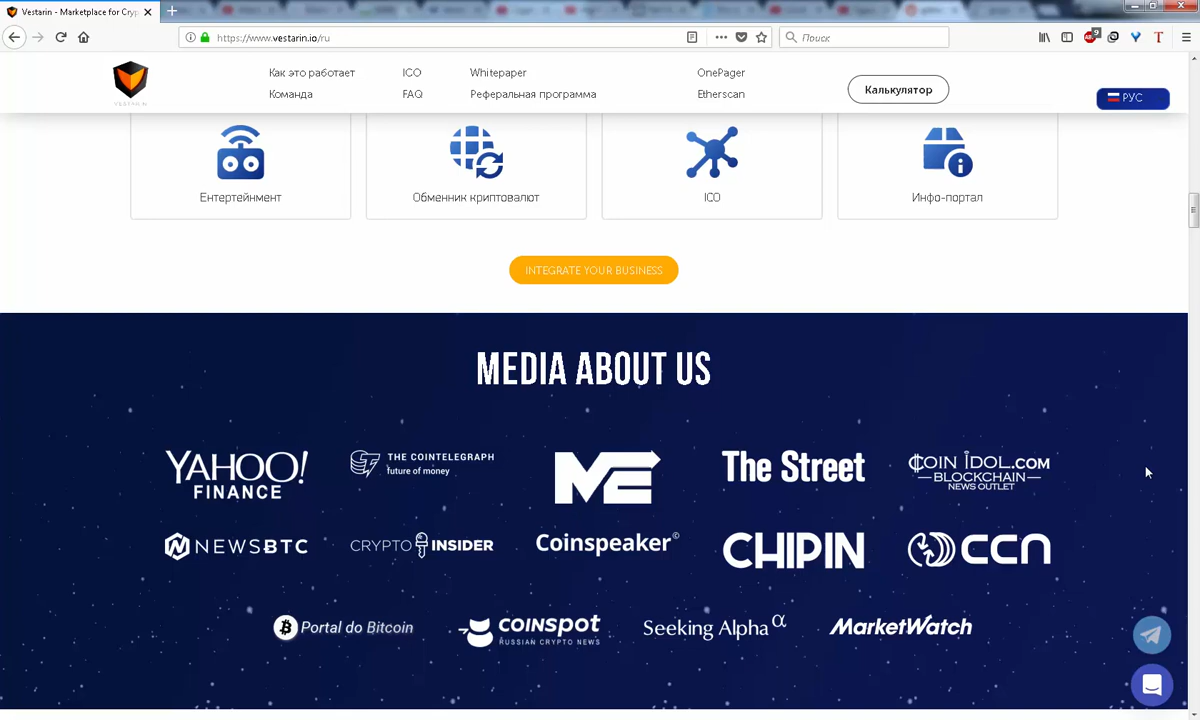 Vestarin - Marketplace for Cryp
https://www.vestarin.io/ru
Поиск
9
VESTARIN
Как это работает
ICO
Whitepaper
OnePager
Команда
FAQ
Реферальная программа
Etherscan
Калькулятор
РУС
Ентертейнмент
Обменник криптовалют
ICO
Инфо-портал
INTEGRATE YOUR BUSINESS
MEDIA ABOUT US
YAHOO!
FINANCE
THE COINTELEGRAPH
future of money
ME
The Street
COIN IDOL.COM
BLOCKCHAIN
NEWS OUTLET
NEWSBTC
CRYPTO INSIDER
Coinspeaker©
CHIPIN
CCN
Portal do Bitcoin
COINSPOT
RUSSIAN CRYPTO NEWS
Seeking Alpha α
MarketWatch